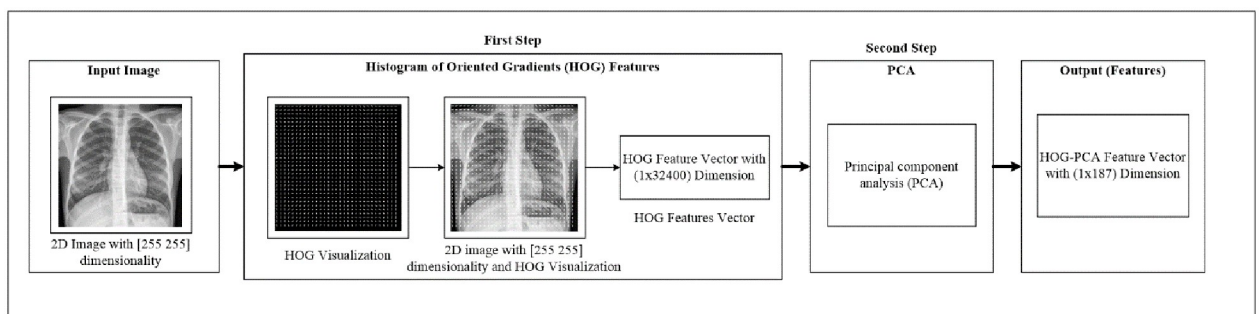 Input Image
2D Image with [255 255]
dimensionality
First Step
Histogram of Oriented Gradients (HOG) Features
HOG Visualization
2D image with [255 255]
dimensionality and HOG Visualization
HOG Feature Vector with
(1x32400) Dimension
HOG Features Vector
Second Step
PCA
Principal component
analysis (PCA)
Output (Features)
HOG-PCA Feature Vector
with (1x187) Dimension